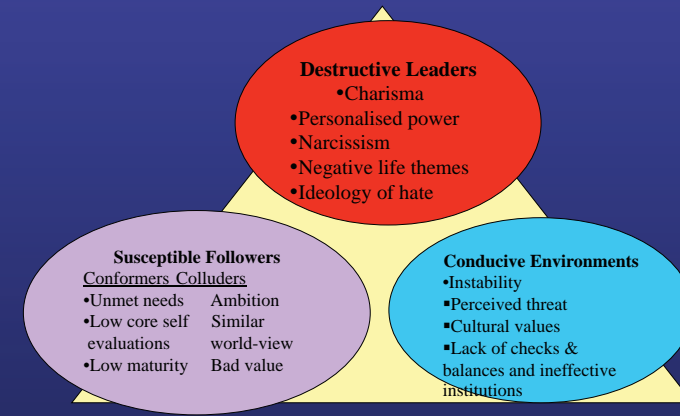 Destructive Leaders
•Charisma
•Personalised power
•Narcissism
•Negative life themes
•Ideology of hate
Susceptible Followers
Conformers Colluders
•Unmet needs Ambition
•Low core self Similar
evaluations world-view
•Low maturity Bad value
Conducive Environments
•Instability
▪Perceived threat
▪Cultural values
▪Lack of checks &
balances and ineffective
institutions